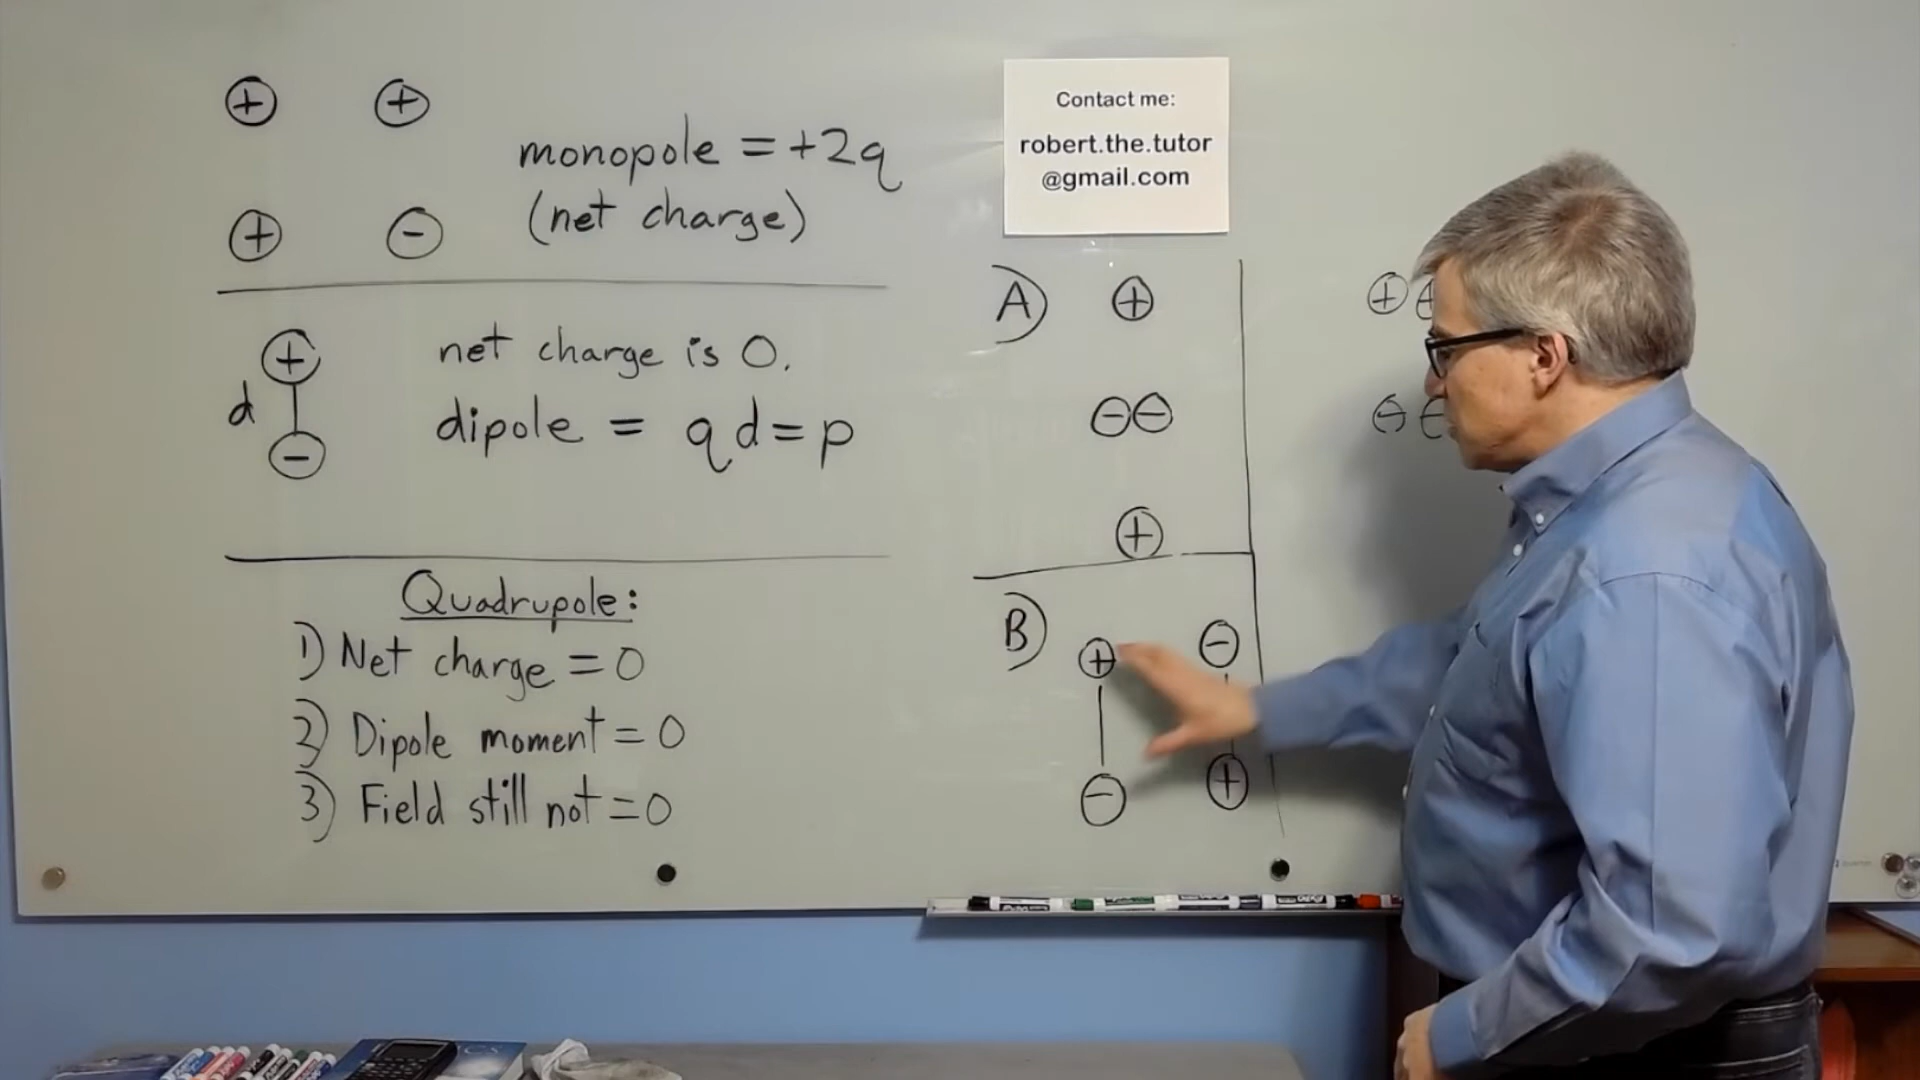 ⊕ ⊕
⊕ ⊖
monopole = +2q
(net charge)
⊕
d
⊖
net charge is 0.
dipole = qd = p
Quadrupole:
1) Net charge = 0
2) Dipole moment = 0
3) Field still not = 0
Contact me:
robert.the.tutor
@gmail.com
A) ⊕
⊖⊖
⊕
B) ⊕ ⊖
⊖ ⊕
⊕
⊖